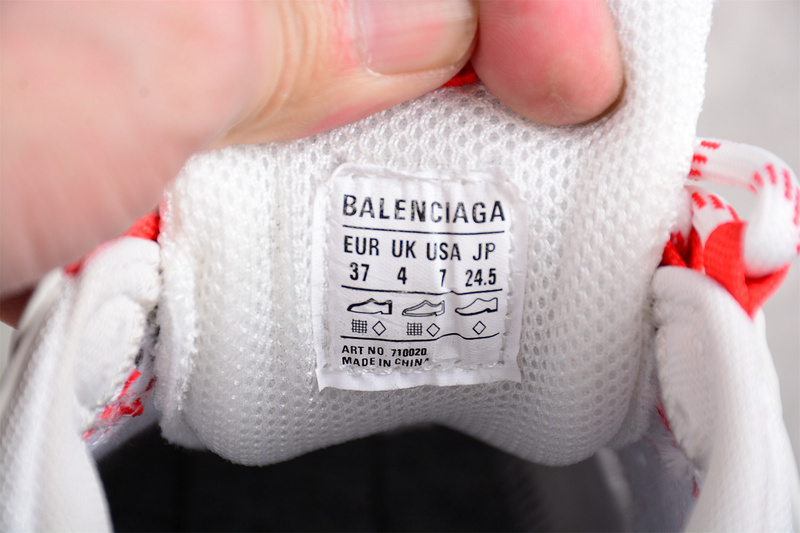 BALENCIAGA
EUR UK USA JP
37 4 7 24.5
ART NO 710020
MADE IN CHINA